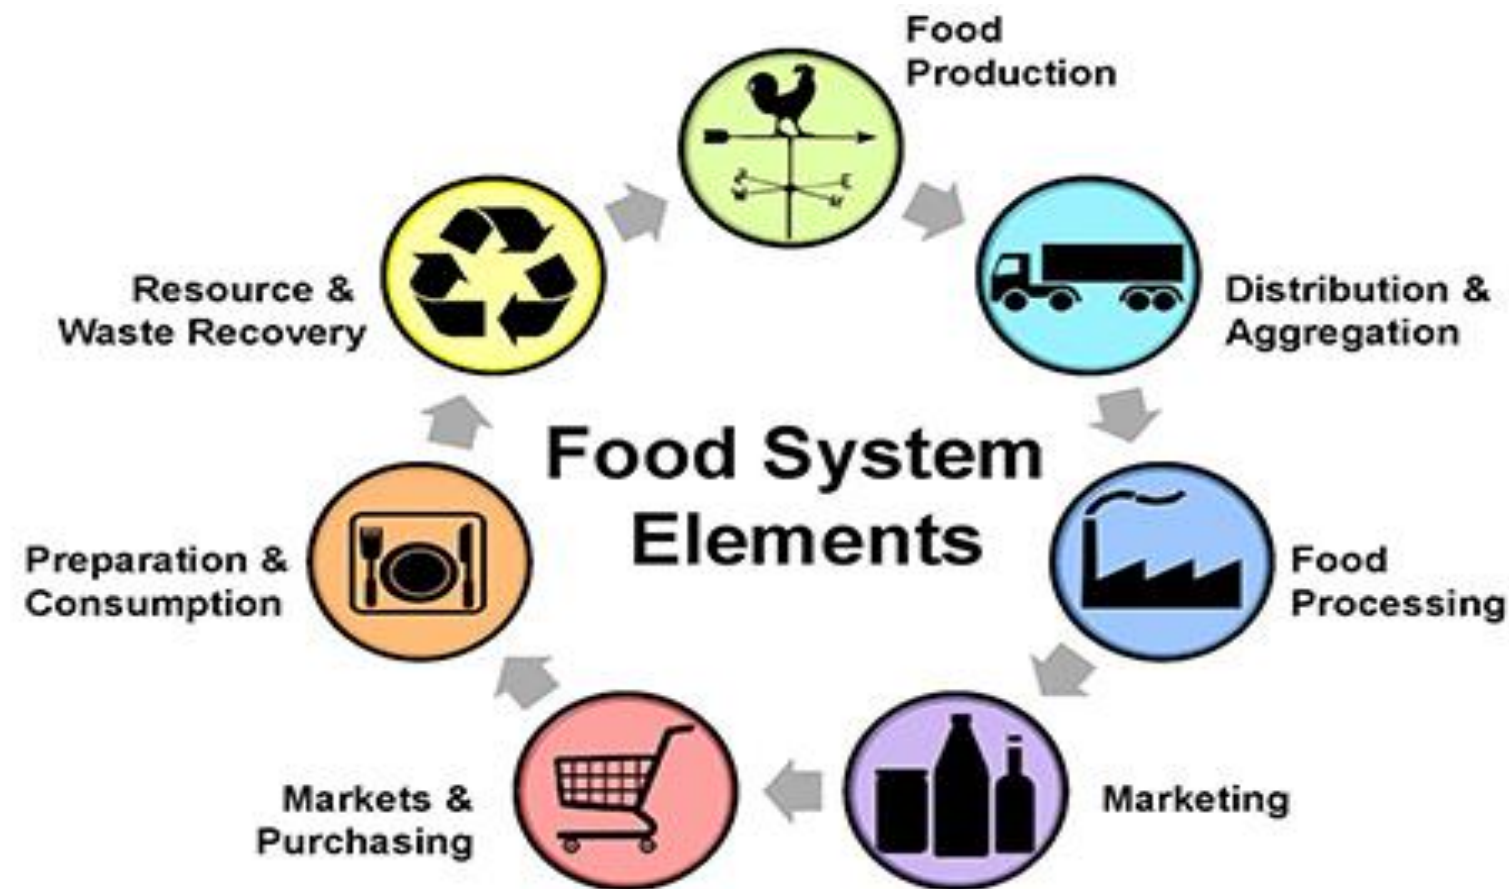 Food
Production
Distribution &
Aggregation
Food
Processing
Marketing
Markets &
Purchasing
Preparation &
Consumption
Resource &
Waste Recovery
Food System
Elements